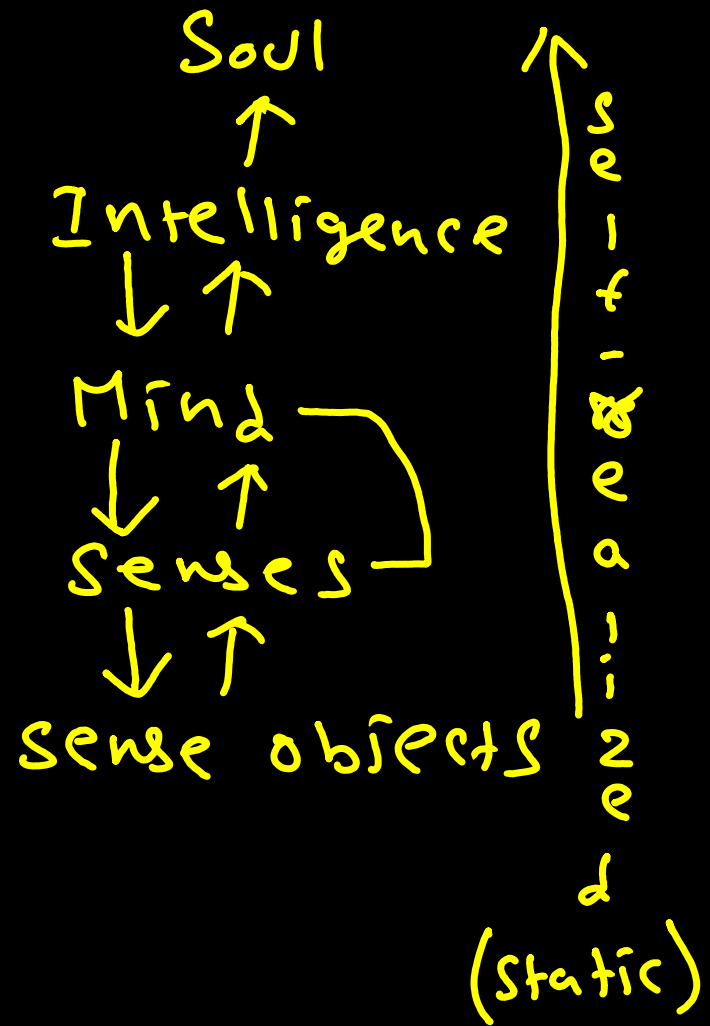 Soul
Intelligence
Mind
Senses
sense objects
self-realized
(static)